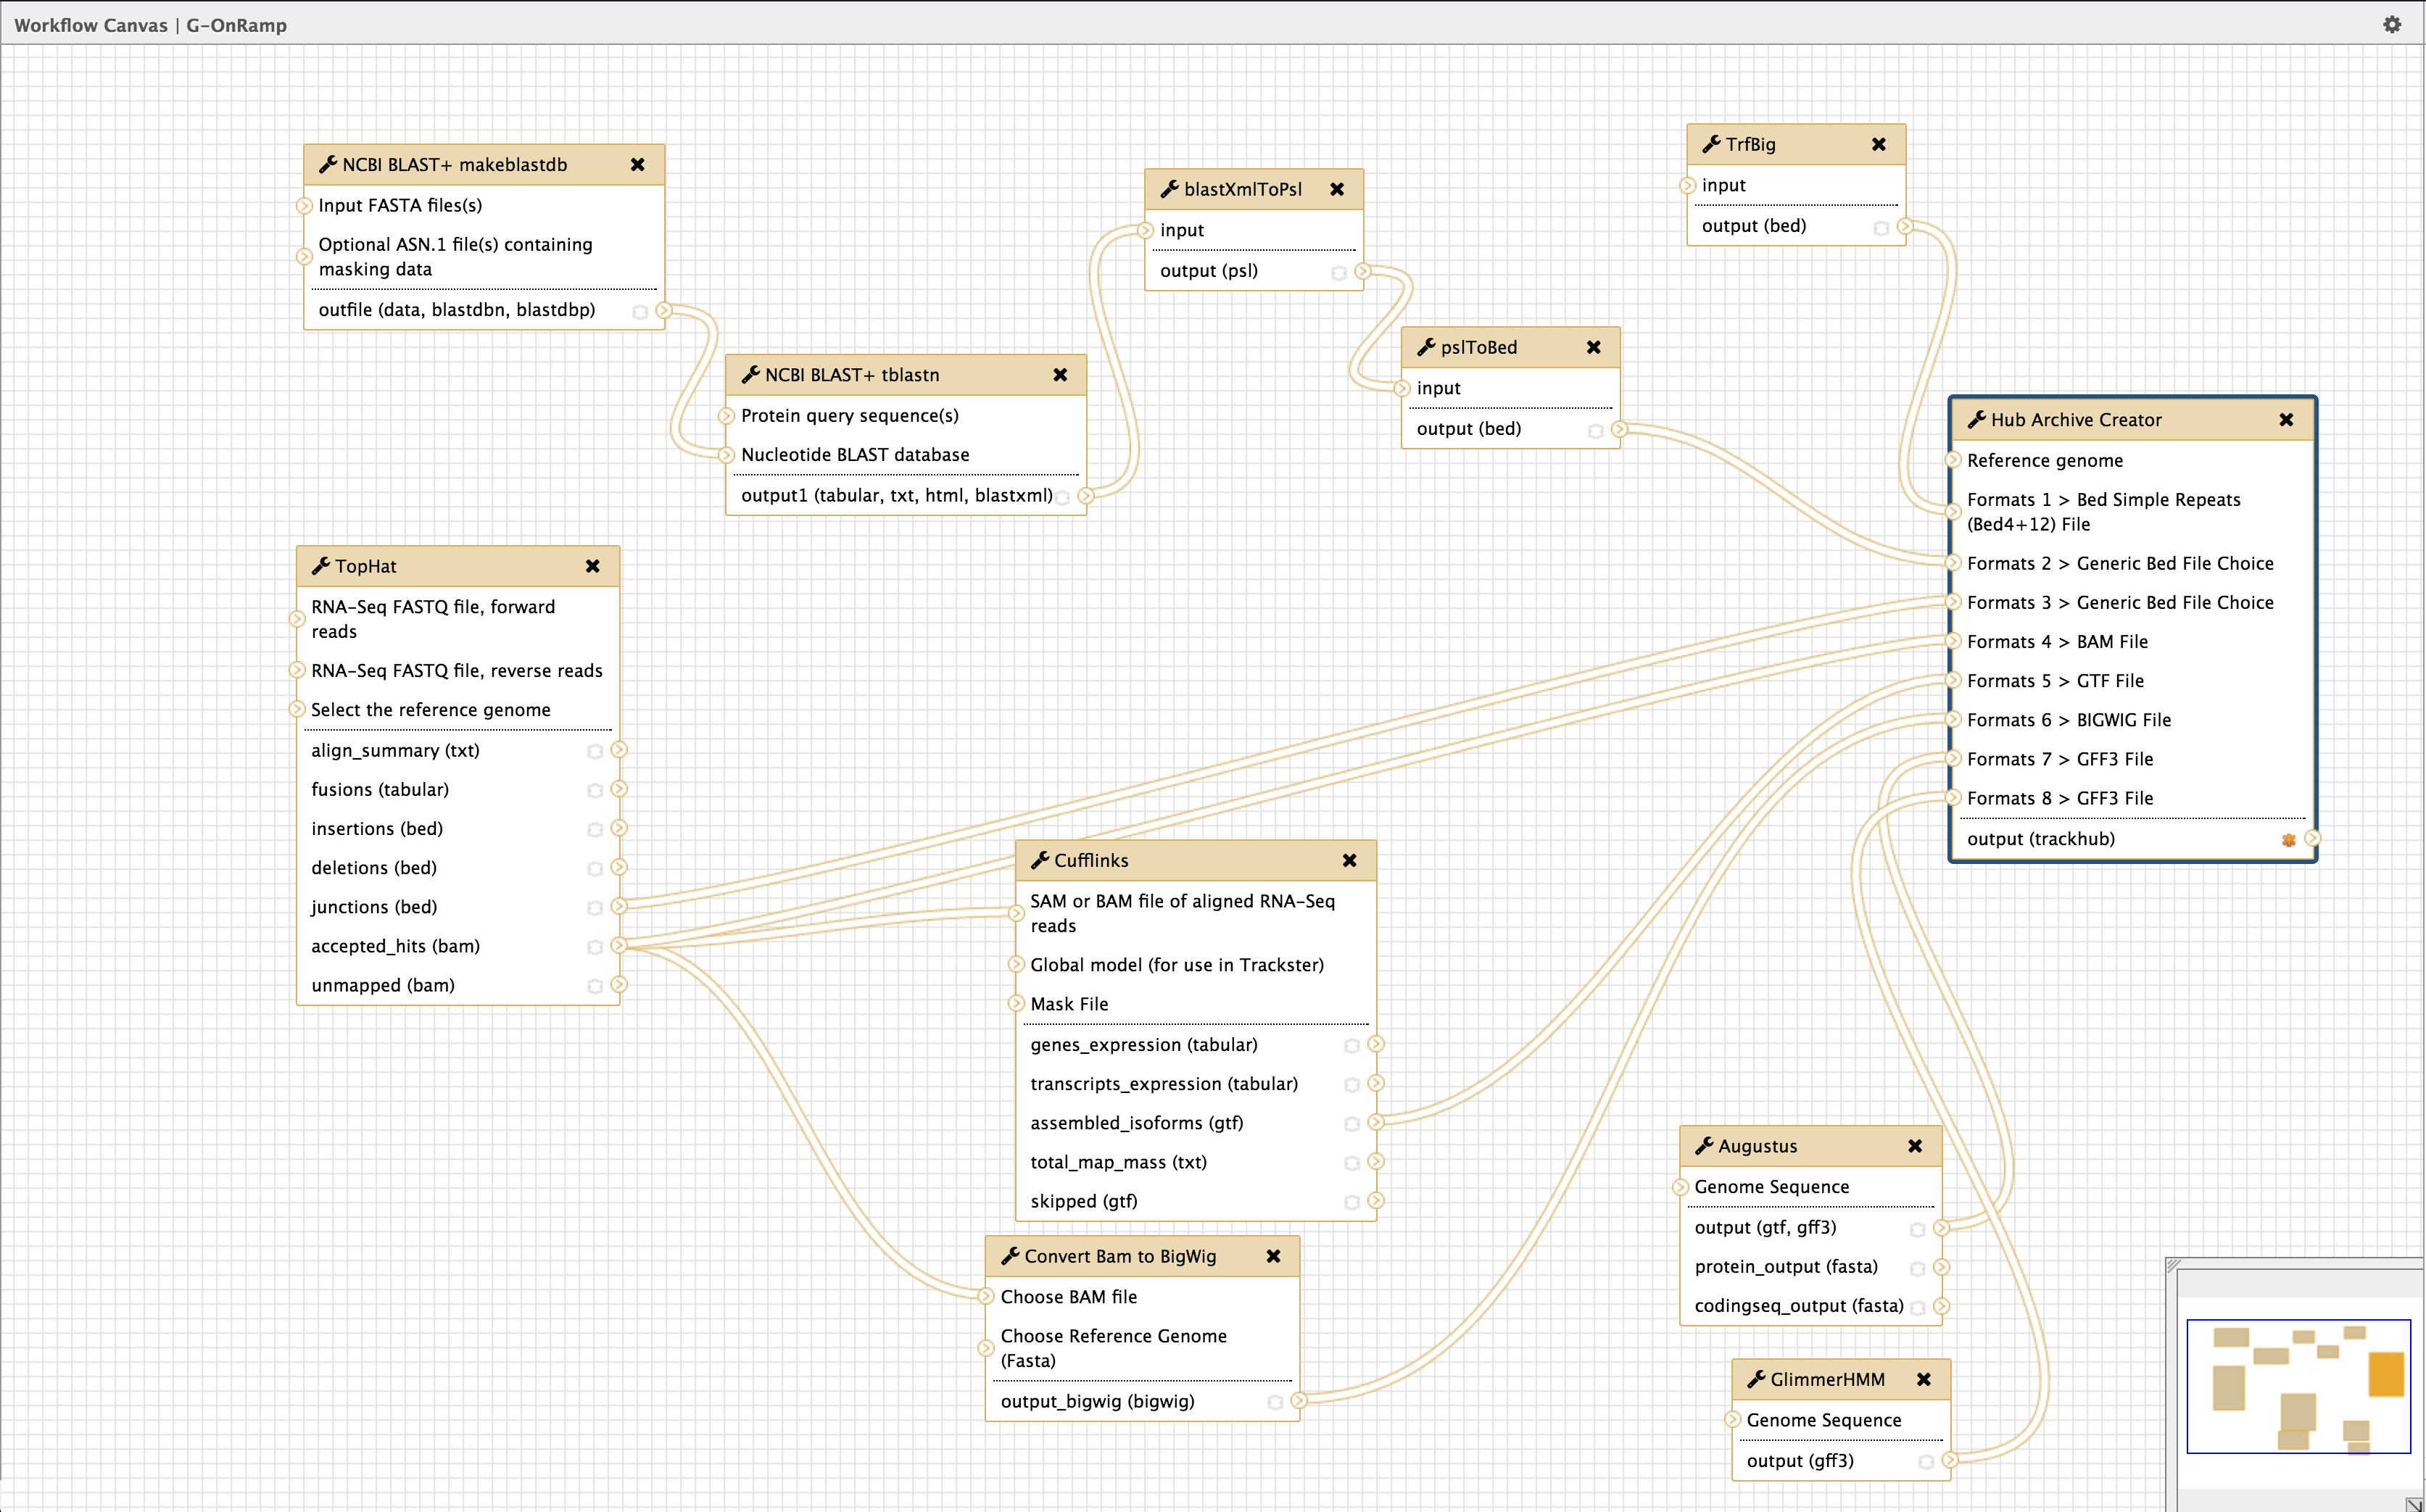 Workflow Canvas | G-OnRamp
NCBI BLAST+ makeblastdb
Input FASTA files(s)
Optional ASN.1 file(s) containing
masking data
outfile (data, blastdbn, blastdbp)
NCBI BLAST+ tblastn
Protein query sequence(s)
Nucleotide BLAST database
output1 (tabular, txt, html, blastxml)
blastXmlToPsl
input
output (psl)
pslToBed
input
output (bed)
TrfBig
input
output (bed)
Hub Archive Creator
Reference genome
Formats 1 > Bed Simple Repeats
(Bed4+12) File
Formats 2 > Generic Bed File Choice
Formats 3 > Generic Bed File Choice
Formats 4 > BAM File
Formats 5 > GTF File
Formats 6 > BIGWIG File
Formats 7 > GFF3 File
Formats 8 > GFF3 File
output (trackhub)
TopHat
RNA-Seq FASTQ file, forward
reads
RNA-Seq FASTQ file, reverse reads
Select the reference genome
align_summary (txt)
fusions (tabular)
insertions (bed)
deletions (bed)
junctions (bed)
accepted_hits (bam)
unmapped (bam)
Cufflinks
SAM or BAM file of aligned RNA-Seq
reads
Global model (for use in Trackster)
Mask File
genes_expression (tabular)
transcripts_expression (tabular)
assembled_isoforms (gtf)
total_map_mass (txt)
skipped (gtf)
Convert Bam to BigWig
Choose BAM file
Choose Reference Genome
(Fasta)
output_bigwig (bigwig)
Augustus
Genome Sequence
output (gtf, gff3)
protein_output (fasta)
codingseq_output (fasta)
GlimmerHMM
Genome Sequence
output (gff3)